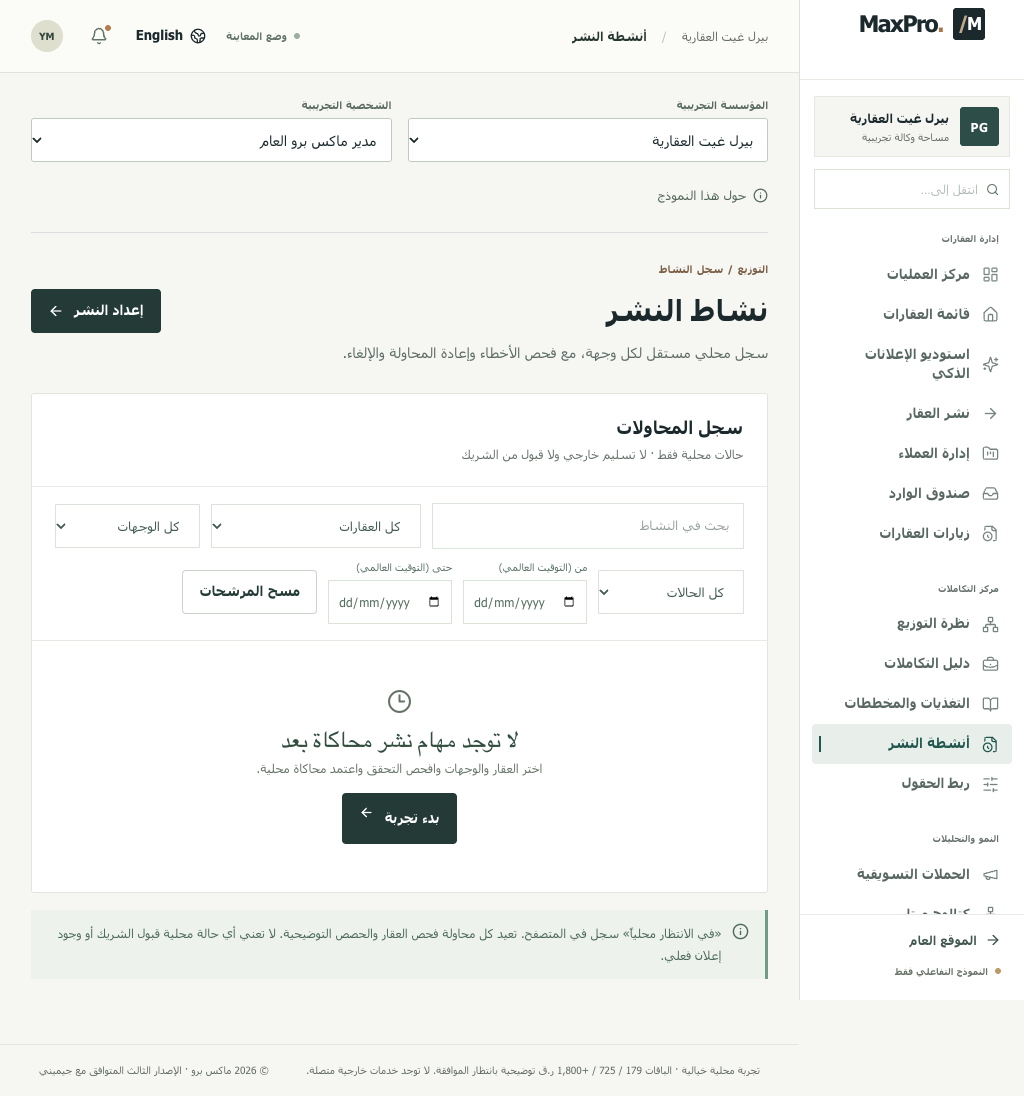 MaxPro.
/M
PG
بيرل غيت العقارية
مساحة وكالة تجريبية
انتقل إلى...
إدارة العقارات
مركز العمليات
قائمة العقارات
استوديو الإعلانات
الذكي
نشر العقار
إدارة العملاء
صندوق الوارد
زيارات العقارات
مركز التكاملات
نظرة التوزيع
دليل التكاملات
التغذيات والمخططات
أنشطة النشر
ربط الحقول
النمو والتحليلات
الحملات التسويقية
الموقع العام
النموذج التفاعلي فقط
بيرل غيت العقارية / أنشطة النشر
وضع المعاينة
English
YM
المؤسسة التجريبية
بيرل غيت العقارية
الشخصية التجريبية
مدير ماكس برو العام
حول هذا النموذج
التوزيع / سجل النشاط
نشاط النشر
إعداد النشر
سجل محلي مستقل لكل وجهة، مع فحص الأخطاء وإعادة المحاولة والإلغاء.
سجل المحاولات
حالات محلية فقط · لا تسليم خارجي ولا قبول من الشريك
بحث في النشاط
كل العقارات
كل الوجهات
كل الحالات
من (التوقيت العالمي)
dd/mm/yyyy
حتى (التوقيت العالمي)
dd/mm/yyyy
مسح المرشحات
لا توجد مهام نشر محاكاة بعد
اختر العقار والوجهات وافحص التحقق واعتمد محاكاة محلية.
بدء تجربة
«في الانتظار محلياً» سجل في المتصفح. تعيد كل محاولة فحص العقار والحصص التوضيحية. لا تعني أي حالة محلية قبول الشريك أو وجود
إعلان فعلي.
تجربة محلية خيالية · الباقات 179 / 725 / +1,800 ر.ق توضيحية بانتظار الموافقة. لا توجد خدمات خارجية متصلة.
© 2026 ماكس برو · الإصدار الثالث المتوافق مع جيميني